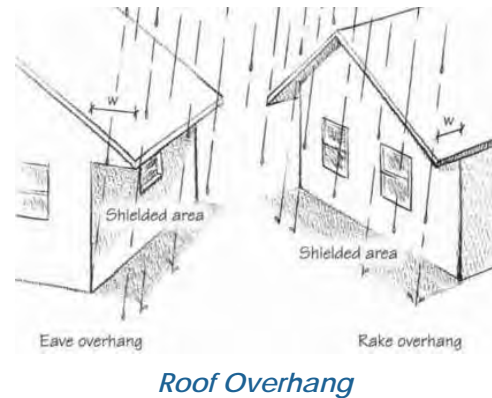 w
w
Shielded area
Shielded area
Eave overhang
Rake overhang
Roof Overhang